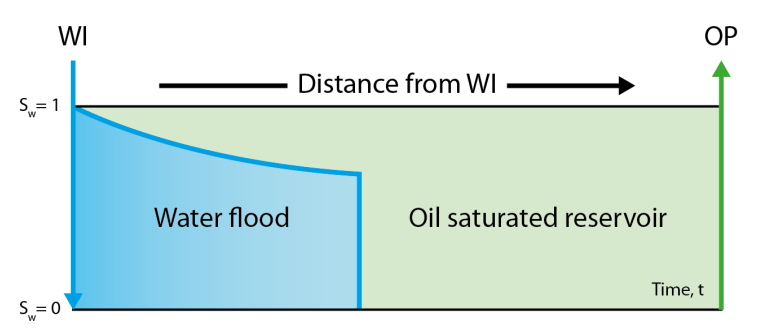 WI
OP
Distance from WI
Sw= 1
Water flood
Oil saturated reservoir
Time, t
Sw= 0